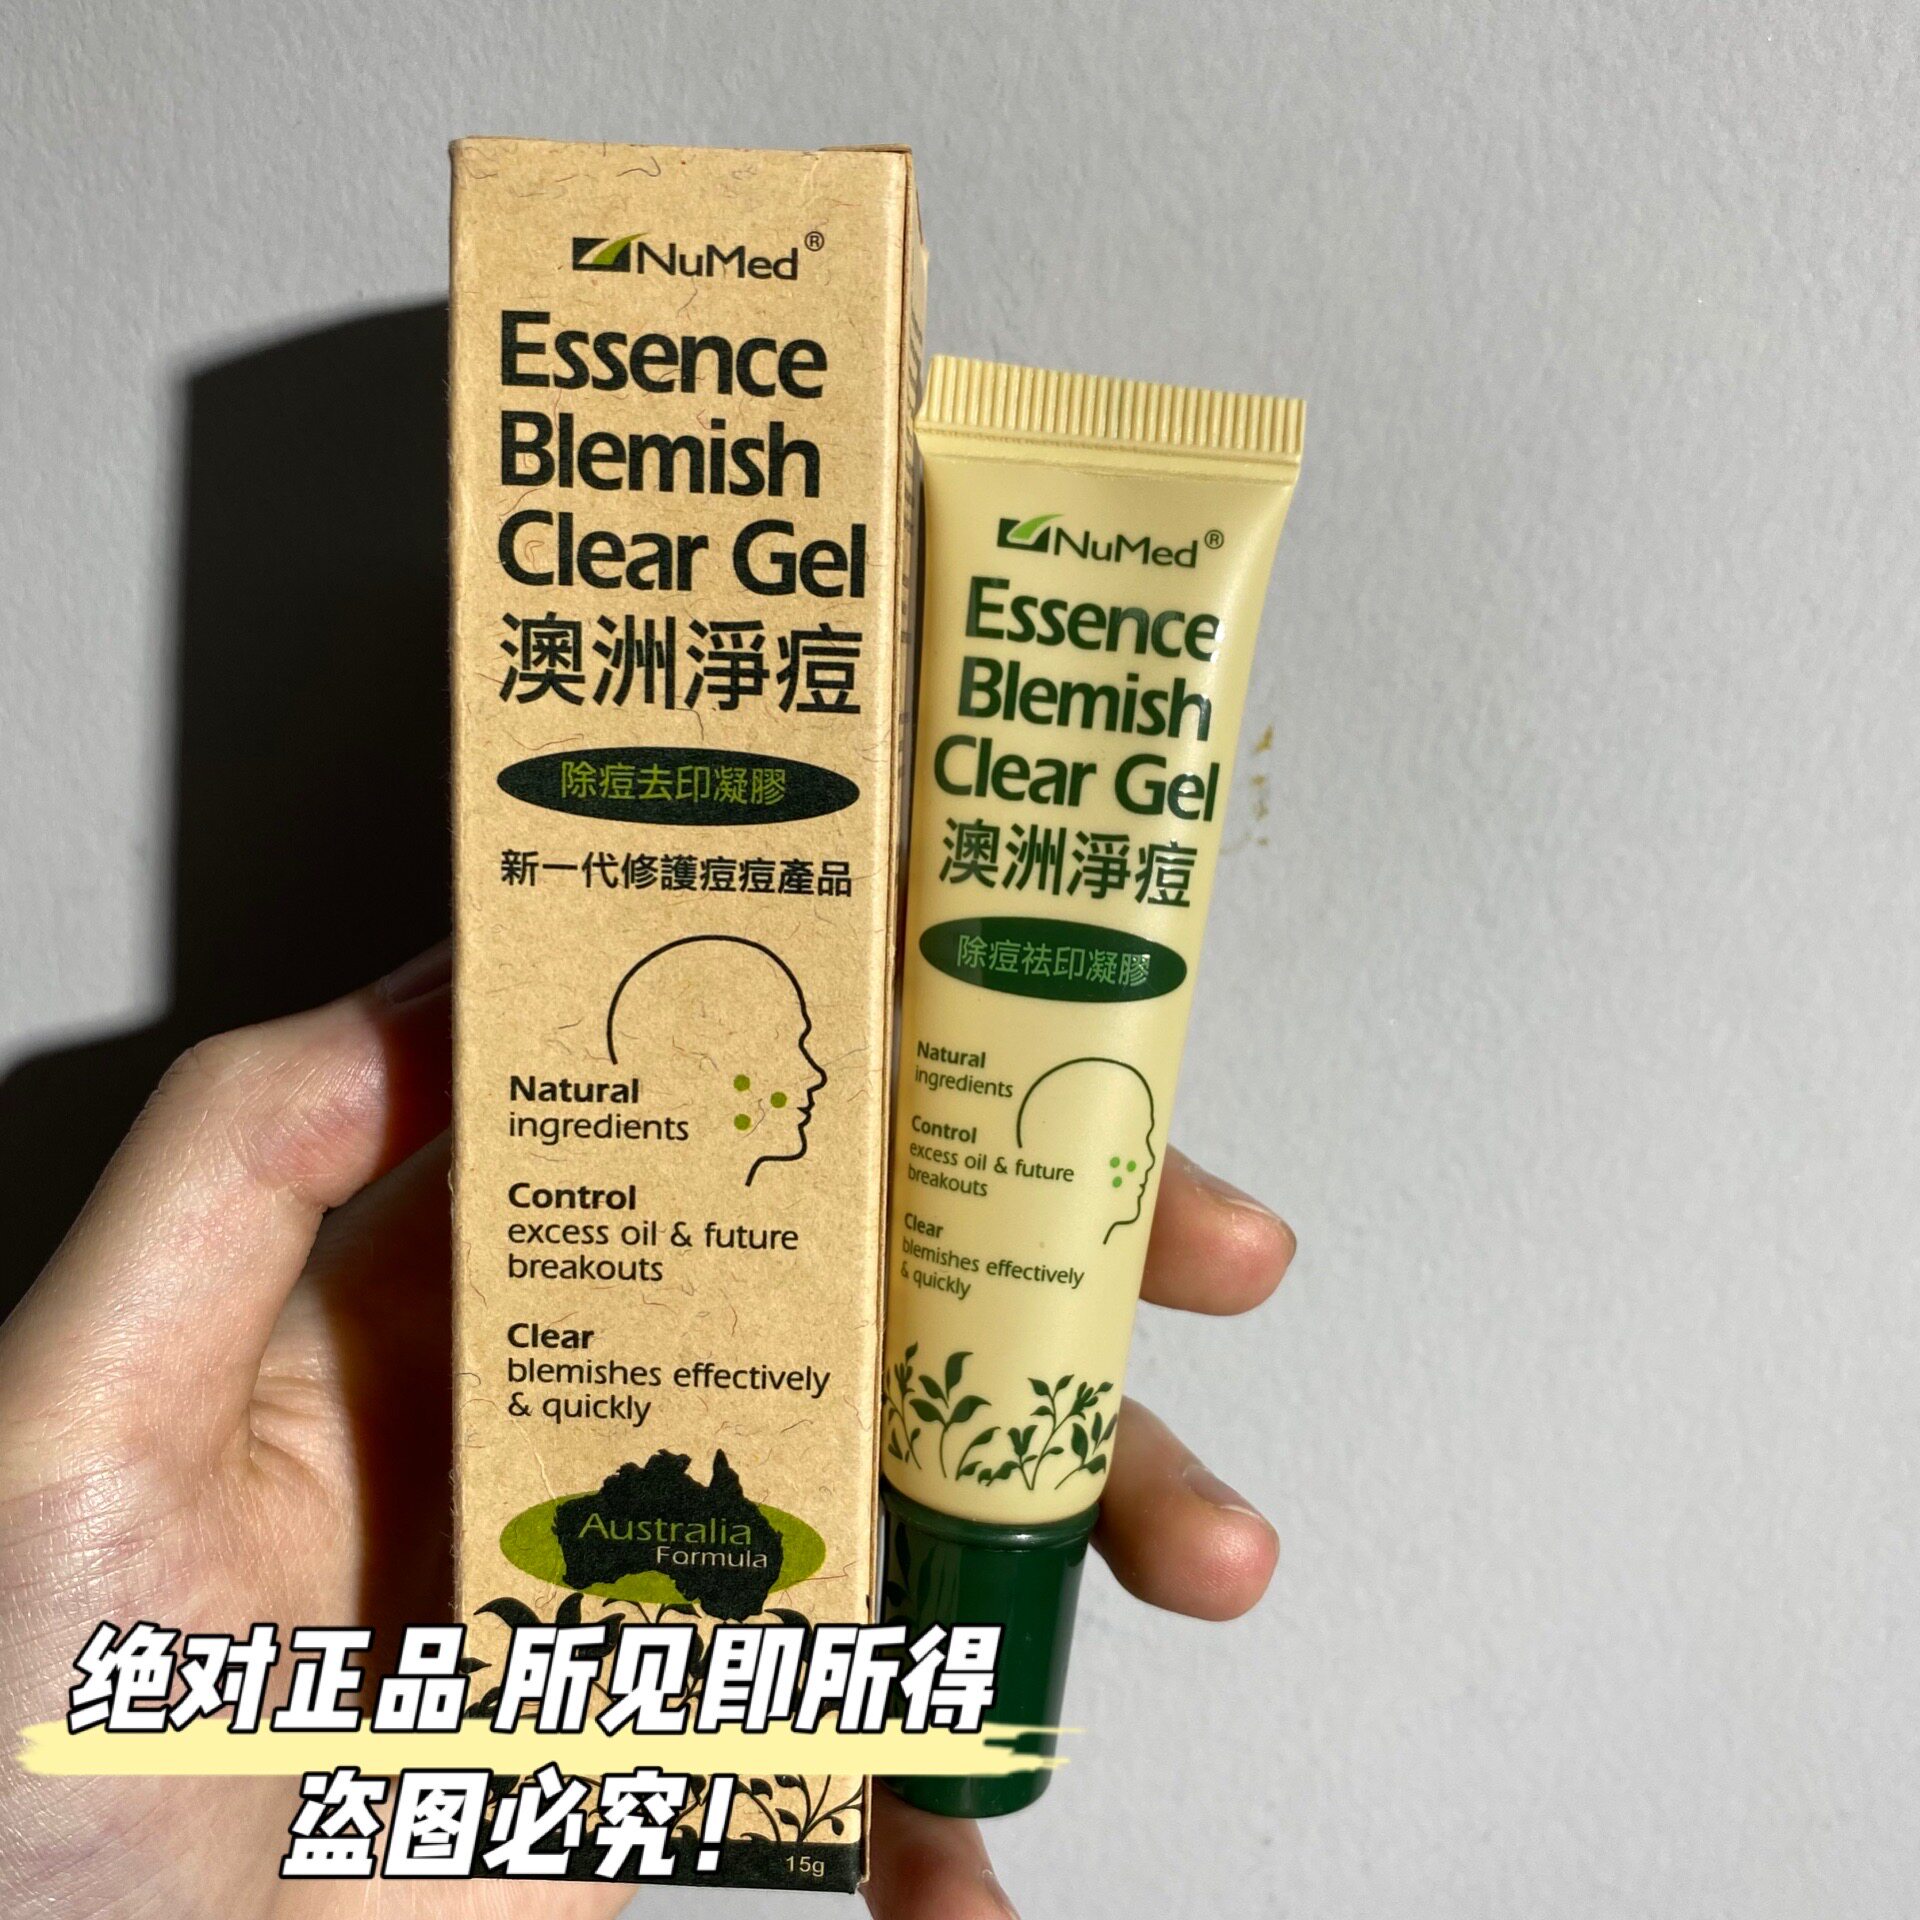 NuMed®
Essence
Blemish
Clear Gel
澳洲淨痘
除痘去印凝膠
新一代修護痘痘產品
Natural
ingredients
Control
excess oil & future
breakouts
Clear
blemishes effectively
& quickly
Australia
Formula
15g
NuMed®
Essence
Blemish
Clear Gel
澳洲淨痘
除痘祛印凝膠
Natural
ingredients
Control
excess oil & future
breakouts
Clear
blemishes effectively
& quickly
绝对正品 所见即所得
盗图必究！